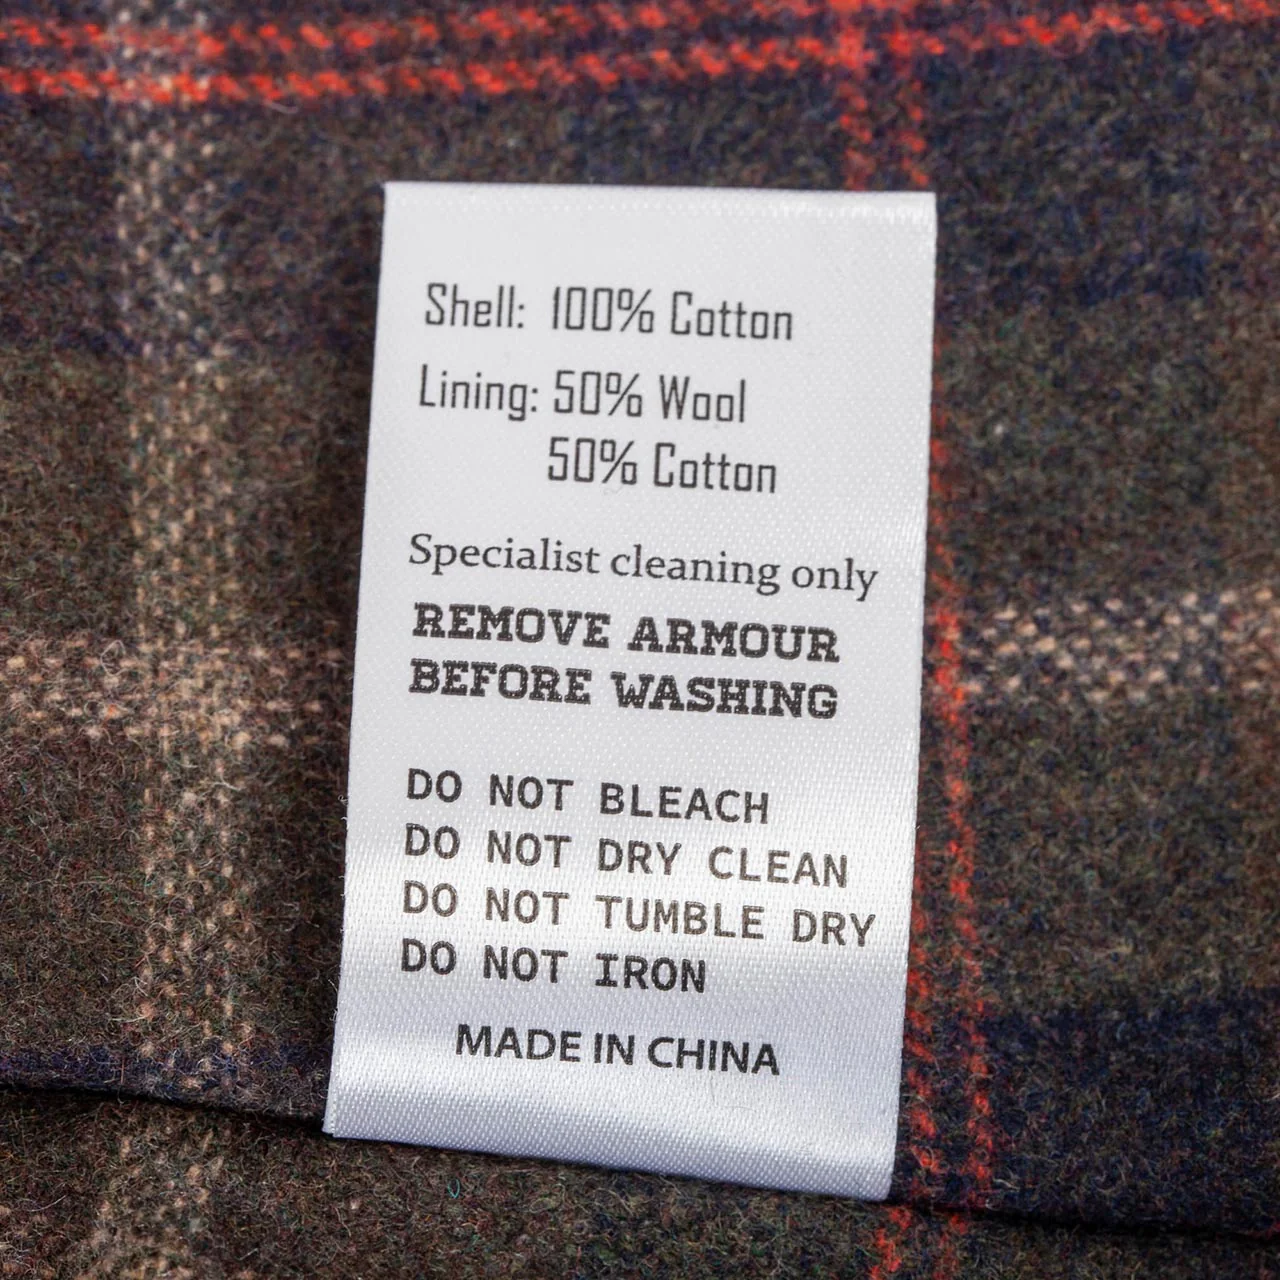 Shell: 100% Cotton
Lining: 50% Wool
50% Cotton
Specialist cleaning only
REMOVE ARMOUR
BEFORE WASHING
DO NOT BLEACH
DO NOT DRY CLEAN
DO NOT TUMBLE DRY
DO NOT IRON
MADE IN CHINA